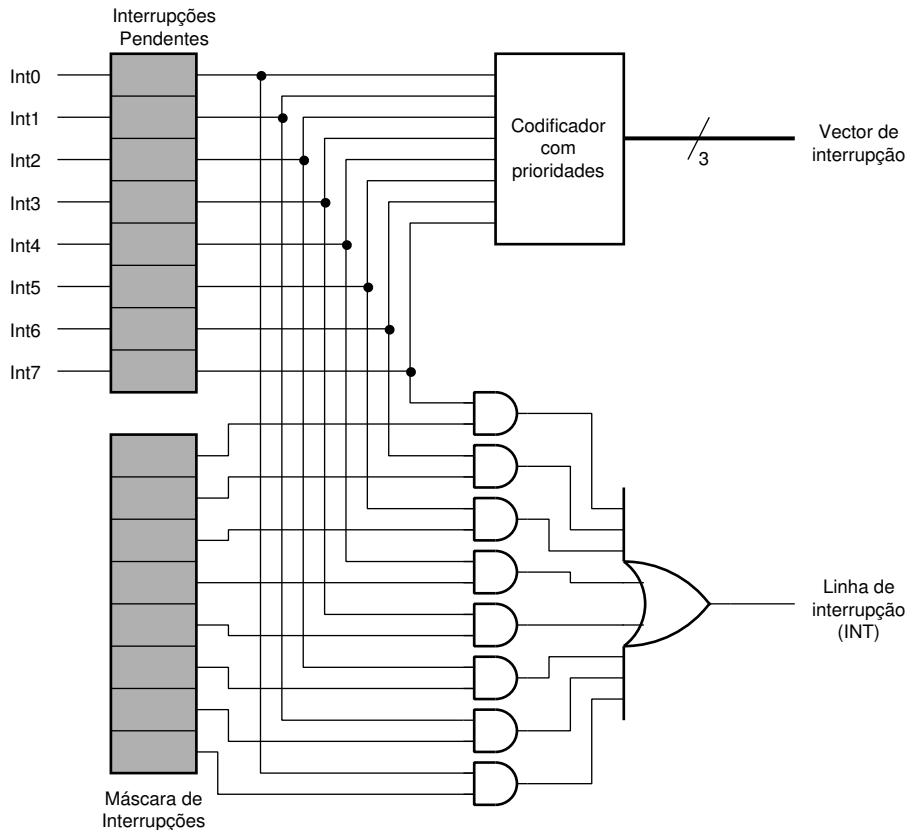 Interrupções
Pendentes
Int0
Int1
Int2
Int3
Int4
Int5
Int6
Int7
Codificador
com
prioridades
3
Vector de
interrupção
Linha de
interrupção
(INT)
Máscara de
Interrupções